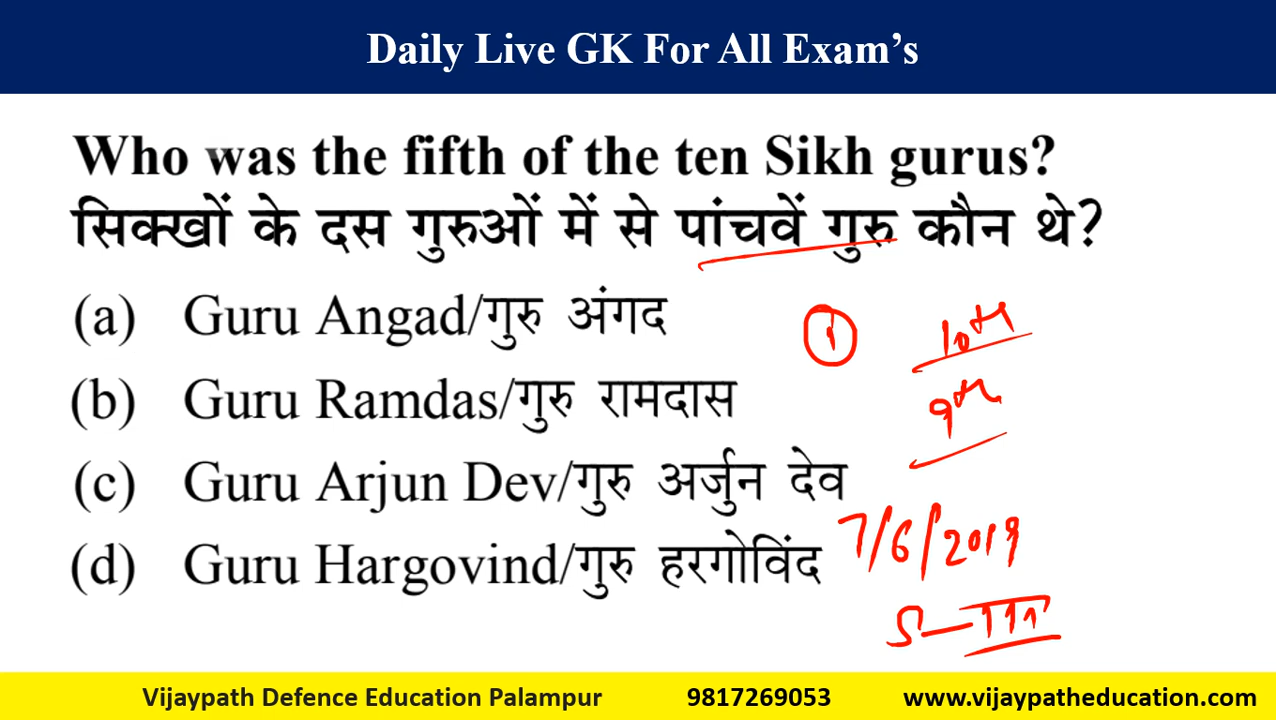 Daily Live GK For All Exam’s
Who was the fifth of the ten Sikh gurus?
सिक्खों के दस गुरुओं में से पांचवें गुरु कौन थे?
(a) Guru Angad/गुरु अंगद
(b) Guru Ramdas/गुरु रामदास
(c) Guru Arjun Dev/गुरु अर्जुन देव
(d) Guru Hargovind/गुरु हरगोविंद
10th
9th
7/6/2019
S-III
Vijaypath Defence Education Palampur 9817269053 www.vijaypatheducation.com